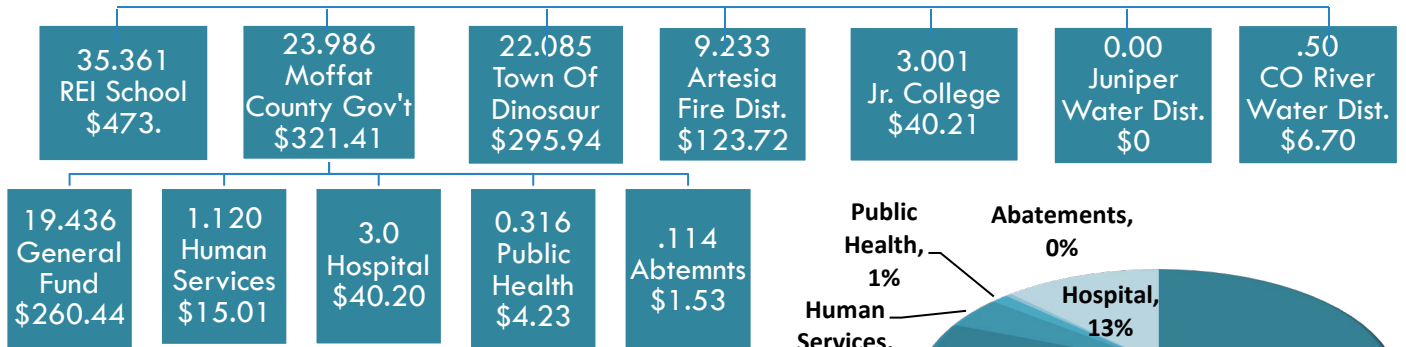 35.361
REI School
$473.
23.986
Moffat
County Gov't
$321.41
22.085
Town Of
Dinosaur
$295.94
9.233
Artesia
Fire Dist.
$123.72
3.001
Jr. College
$40.21
0.00
Juniper
Water Dist.
$0
.50
CO River
Water Dist.
$6.70
19.436
General
Fund
$260.44
1.120
Human
Services
$15.01
3.0
Hospital
$40.20
0.316
Public
Health
$4.23
.114
Abtemnts
$1.53
Public
Health,
1%
Abatements,
0%
Hospital,
13%
Human
Services,